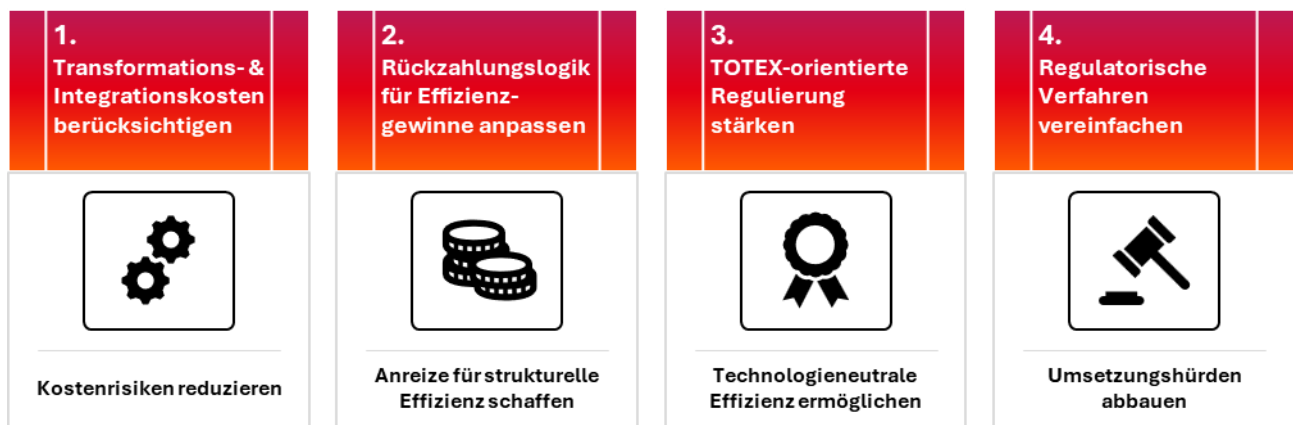 1.
Transformations- &
Integrationskosten
berücksichtigen
Kostenrisiken reduzieren
2.
Rückzahlungslogik
für Effizienz-
gewinne anpassen
Anreize für strukturelle
Effizienz schaffen
3.
TOTEX-orientierte
Regulierung
stärken
Technologieneutrale
Effizienz ermöglichen
4.
Regulatorische
Verfahren
vereinfachen
Umsetzungshürden
abbauen